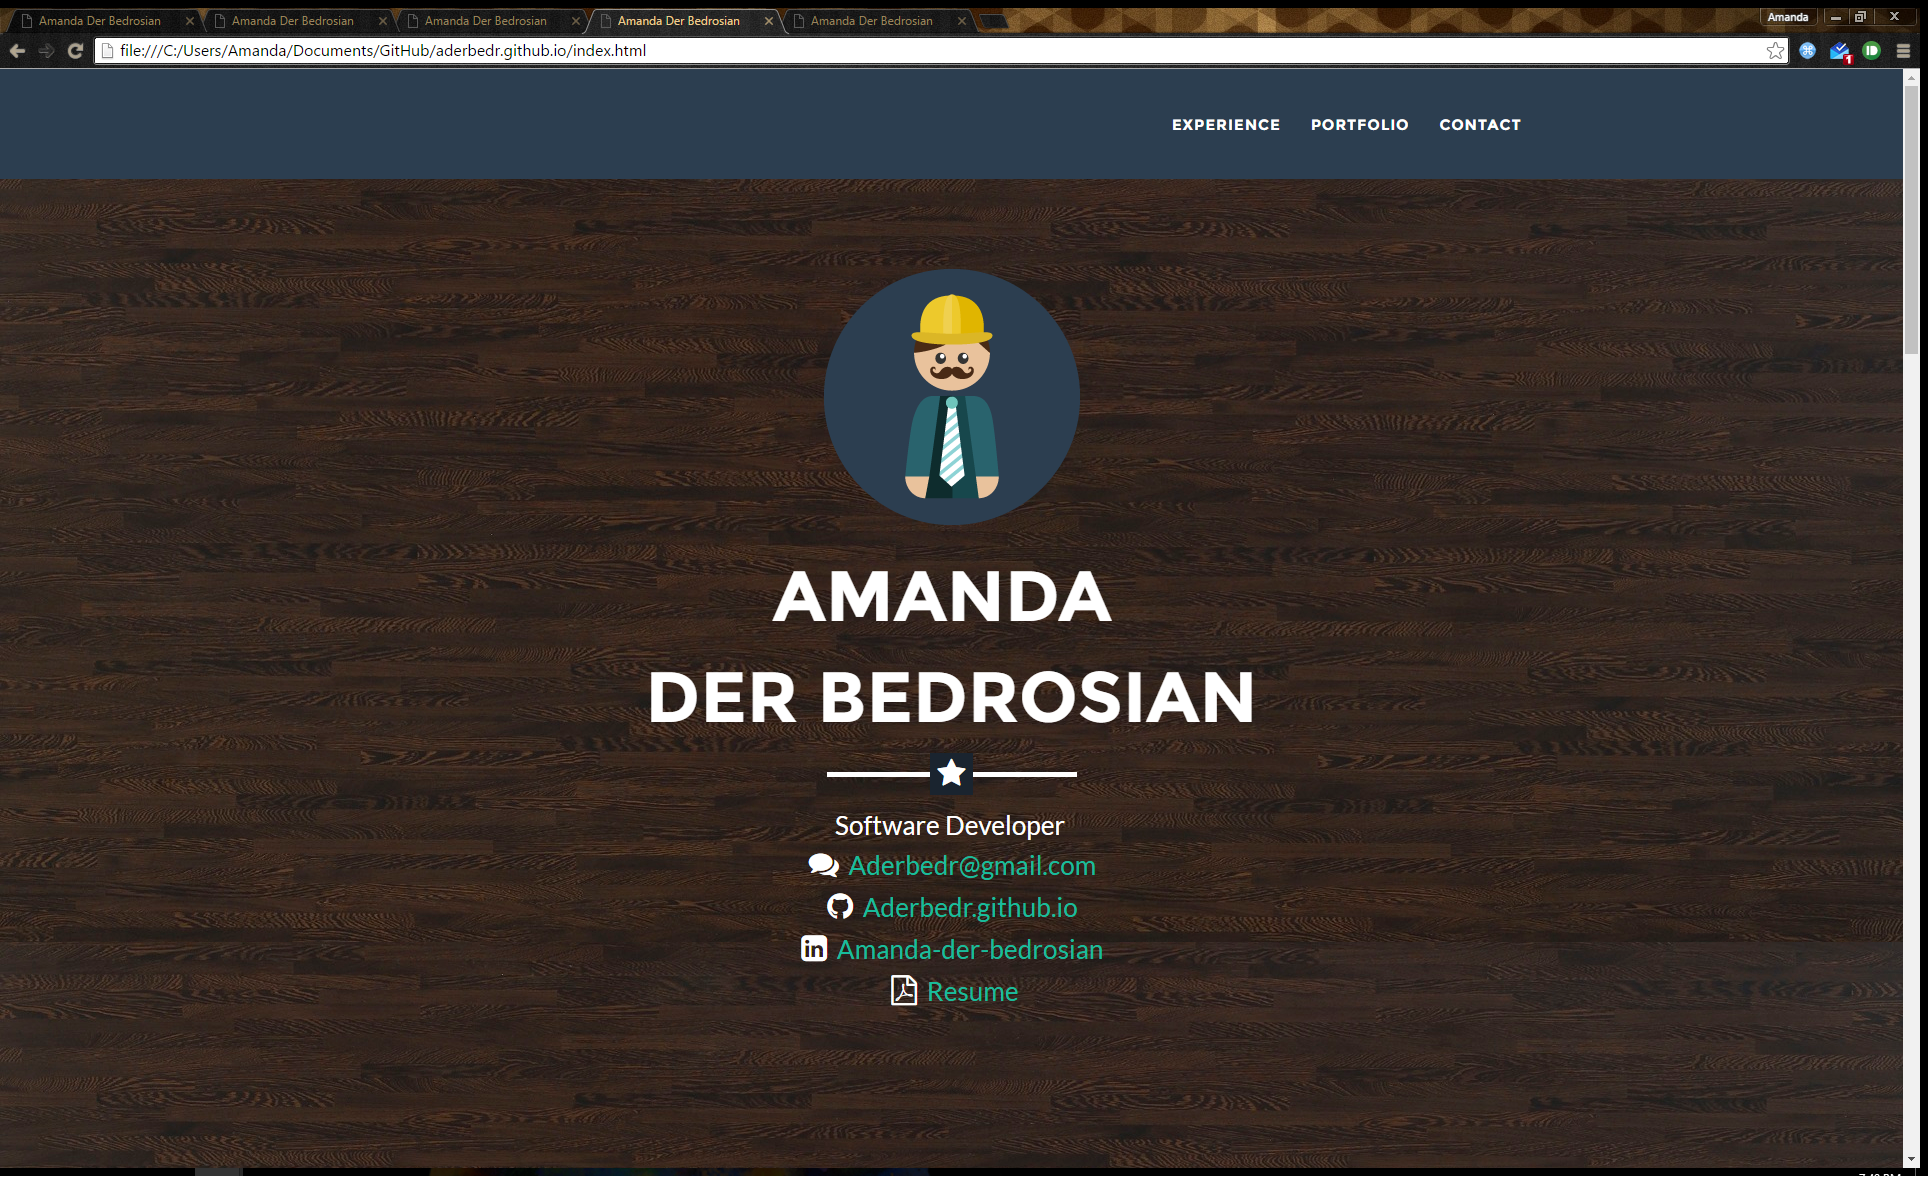 Amanda Der Bedrosian
Amanda Der Bedrosian
Amanda Der Bedrosian
Amanda Der Bedrosian
Amanda Der Bedrosian
Amanda
file:///C:/Users/Amanda/Documents/GitHub/aderbedr.github.io/index.html
1
EXPERIENCE PORTFOLIO CONTACT
AMANDA
DER BEDROSIAN
Software Developer
Aderbedr@gmail.com
Aderbedr.github.io
in Amanda-der-bedrosian
Resume